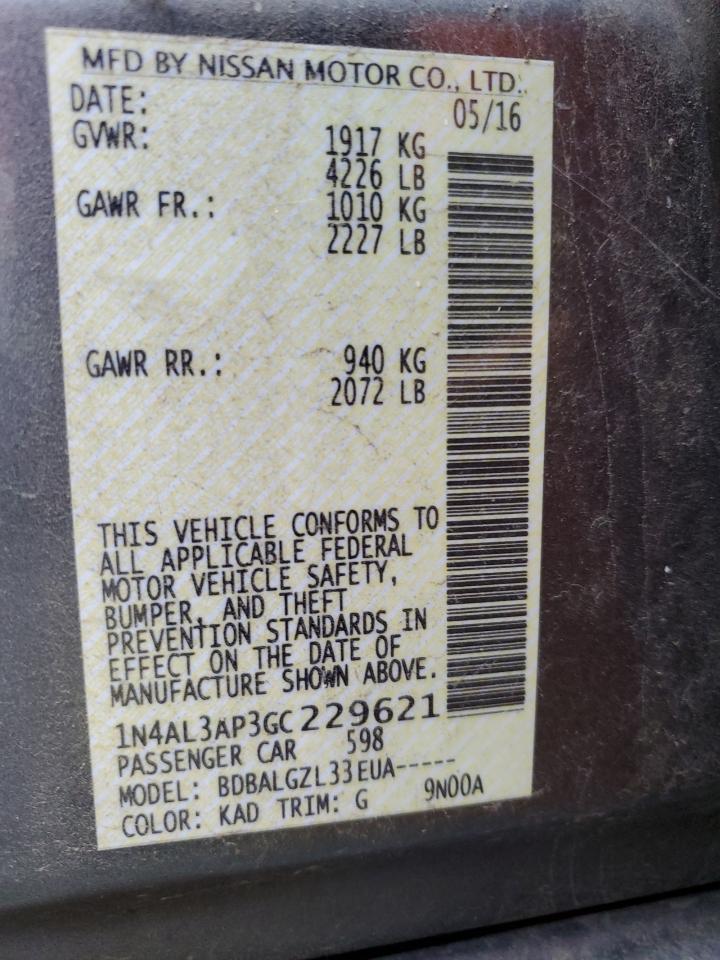 MFD BY NISSAN MOTOR CO., LTD.
DATE: 05/16
GVWR: 1917 KG
4226 LB
GAWR FR.: 1010 KG
2227 LB
GAWR RR.: 940 KG
2072 LB
THIS VEHICLE CONFORMS TO
ALL APPLICABLE FEDERAL
MOTOR VEHICLE SAFETY,
BUMPER, AND THEFT
PREVENTION STANDARDS IN
EFFECT ON THE DATE OF
MANUFACTURE SHOWN ABOVE.
1N4AL3AP3GC229621
PASSENGER CAR 598
MODEL: BDBALGZL33EUA-----
COLOR: KAD TRIM: G 9N00A